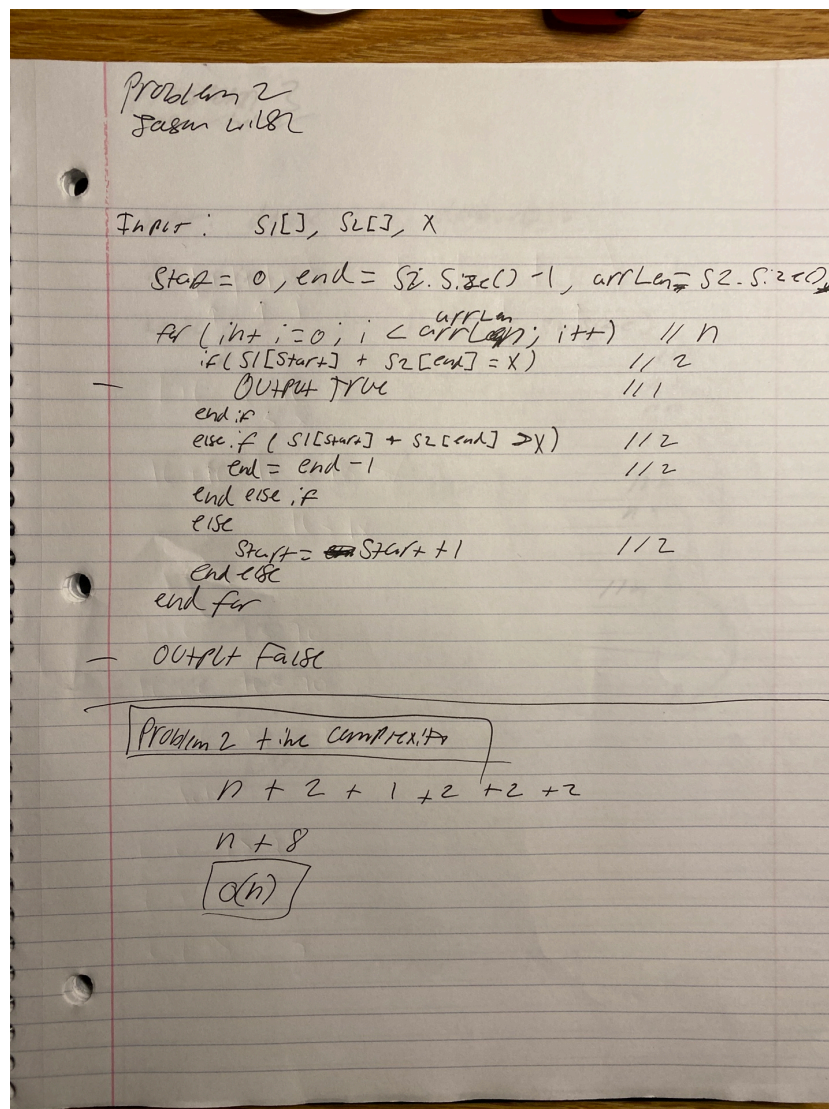 Problem 2
Jason Wilson
Input: S1[], S2[], X
Start = 0, end = S2.Size() -1, arrLen = S2.Size(),
arrLen
for (int i=0; i < arrLen; i++) // n
if (S1[Start] + S2[end] = X) // 2
- Output True // 1
end if
else if (S1[start] + S2[end] > X) // 2
end = end -1 // 2
end else if
else
Start = Start +1 // 2
end else
end for
- Output False
Problem 2 time complexity
n + 2 + 1 +2 +2 +2
n + 8
O(n)